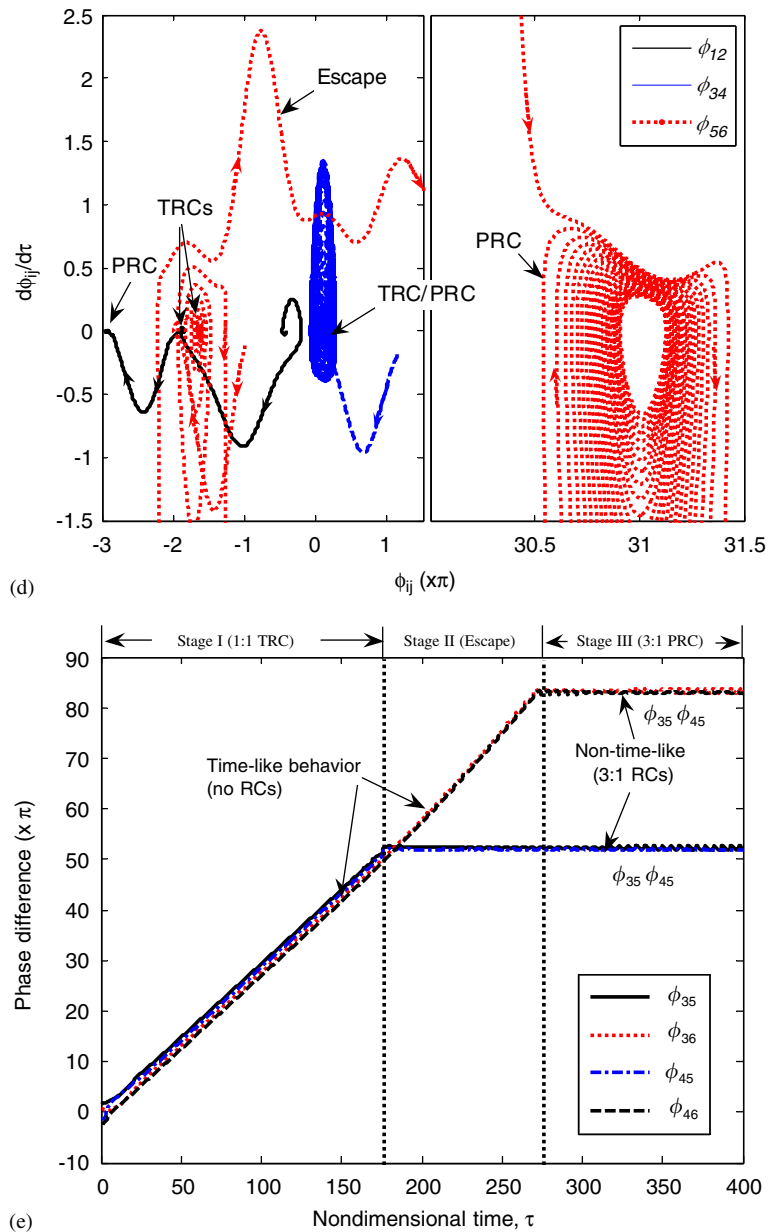 2.5
2
1.5
1
0.5
0
-0.5
-1
-1.5
dϕij/dτ
Escape
TRCs
PRC
TRC/PRC
PRC
ϕ12
ϕ34
ϕ56
-3 -2 -1 0 1 30.5 31 31.5
ϕij (xπ)
(d)
Stage I (1:1 TRC) Stage II (Escape) Stage III (3:1 PRC)
90
80
70
60
50
40
30
20
10
0
-10
Phase difference (x π)
ϕ35 ϕ45
Time-like behavior
(no RCs)
Non-time-like
(3:1 RCs)
ϕ35 ϕ45
ϕ35
ϕ36
ϕ45
ϕ46
0 50 100 150 200 250 300 350 400
Nondimensional time, τ
(e)